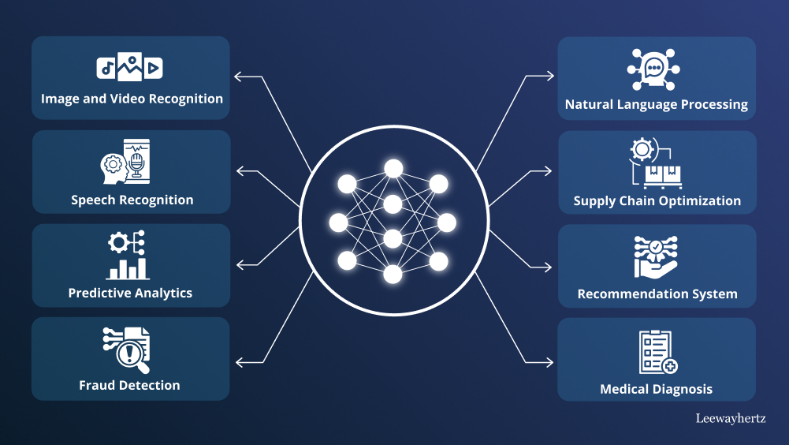 Image and Video Recognition
Speech Recognition
Predictive Analytics
Fraud Detection
Natural Language Processing
Supply Chain Optimization
Recommendation System
Medical Diagnosis
Leewayhertz